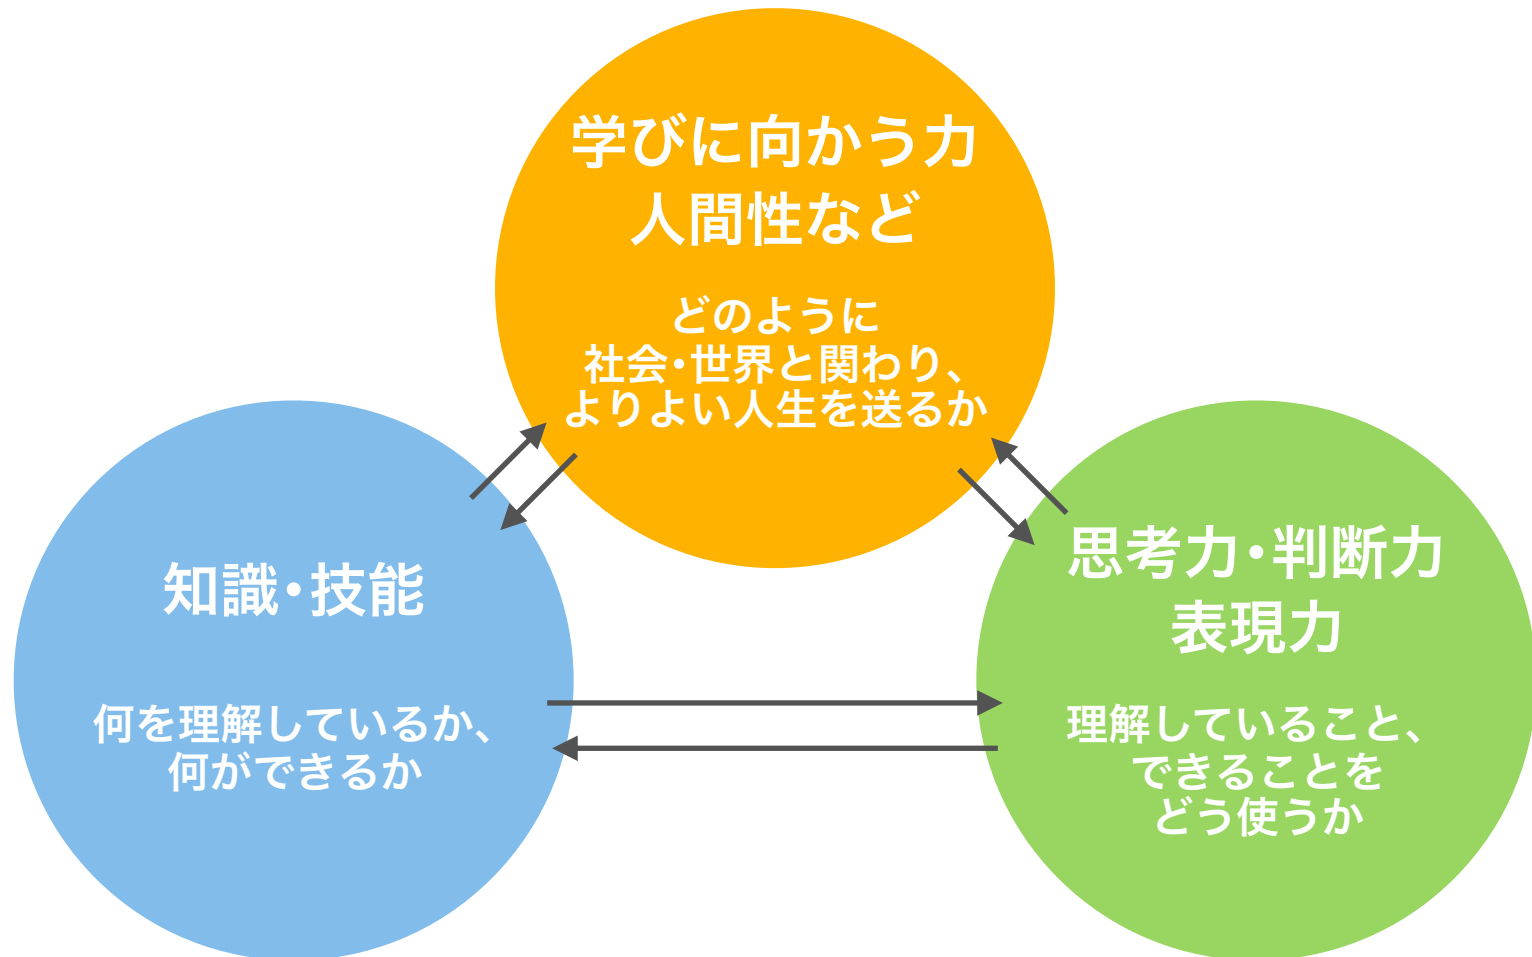 学びに向かう力
人間性など
どのように
社会・世界と関わり、
よりよい人生を送るか
知識・技能
何を理解しているか、
何ができるか
思考力・判断力
表現力
理解していること、
できることを
どう使うか